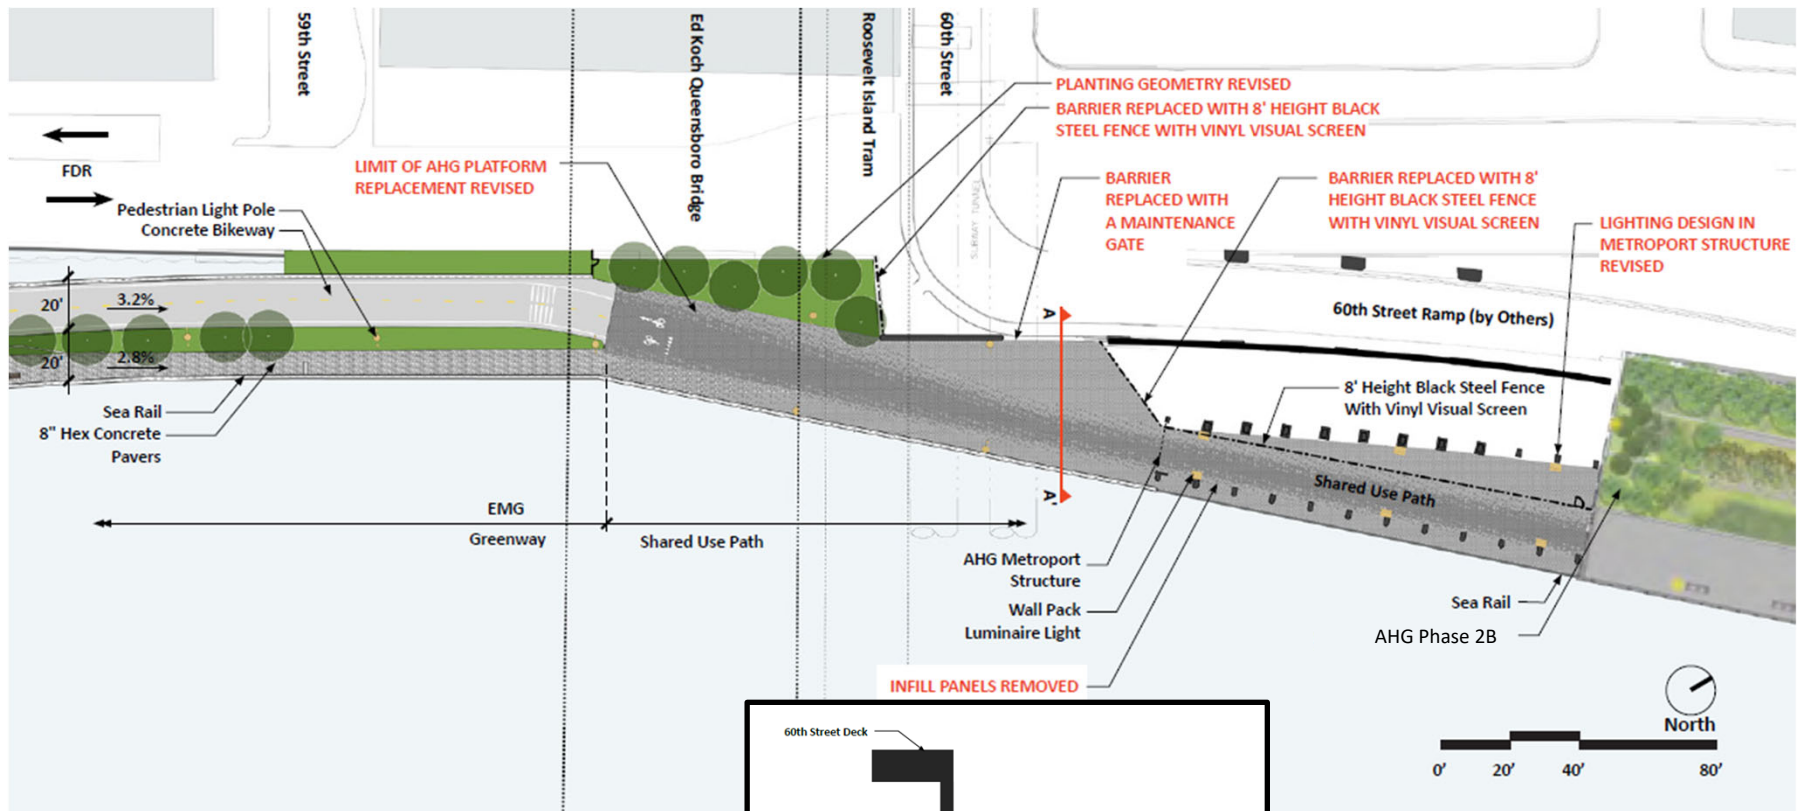 59th Street
Ed Koch Queensboro Bridge
Roosevelt Island Tram
60th Street
PLANTING GEOMETRY REVISED
BARRIER REPLACED WITH 8' HEIGHT BLACK
STEEL FENCE WITH VINYL VISUAL SCREEN
FDR
LIMIT OF AHG PLATFORM
REPLACEMENT REVISED
BARRIER
REPLACED WITH
A MAINTENANCE
GATE
BARRIER REPLACED WITH 8'
HEIGHT BLACK STEEL FENCE
WITH VINYL VISUAL SCREEN
LIGHTING DESIGN IN
METROPORT STRUCTURE
REVISED
SUBWAY TUNNEL
Pedestrian Light Pole
Concrete Bikeway
20'
3.2%
20'
2.8%
A
60th Street Ramp (by Others)
8' Height Black Steel Fence
With Vinyl Visual Screen
Sea Rail
8" Hex Concrete
Pavers
Shared Use Path
A'
EMG
Greenway
Shared Use Path
AHG Metroport
Structure
Wall Pack
Luminaire Light
Sea Rail
AHG Phase 2B
INFILL PANELS REMOVED
North
60th Street Deck
0'
20'
40'
80'